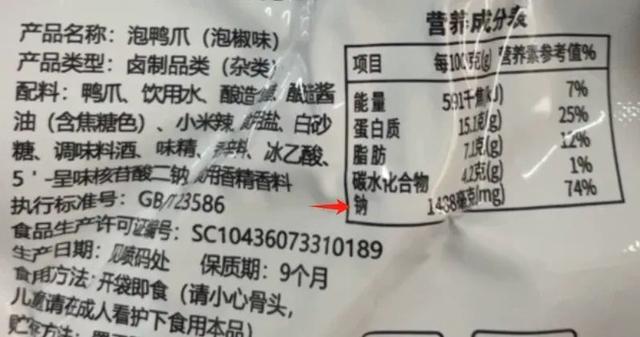 产品名称：泡鸭爪（泡椒味）
产品类型：卤制品类（杂类）
配料：鸭爪、饮用水、酿造 酿造酱
油（含焦糖色）、小米辣、 盐、白砂
糖、调味料酒、味精、 冰乙酸、
5'-呈味核苷酸二钠 用香精香料
执行标准号：GB/T23586
食品生产许可证编号：SC10436073310189
生产日期：见喷码处 保质期：9个月
食用方法：开袋即食（请小心骨头，
儿童请在成人看护下食用本品）
贮存方法：
营养成分表
项目 每100克(g) 营养素参考值%
能量 591千焦(kJ) 7%
蛋白质 15.1克(g) 25%
脂肪 7.1克(g) 12%
碳水化合物 4.2克(g) 1%
钠 1488毫克(mg) 74%